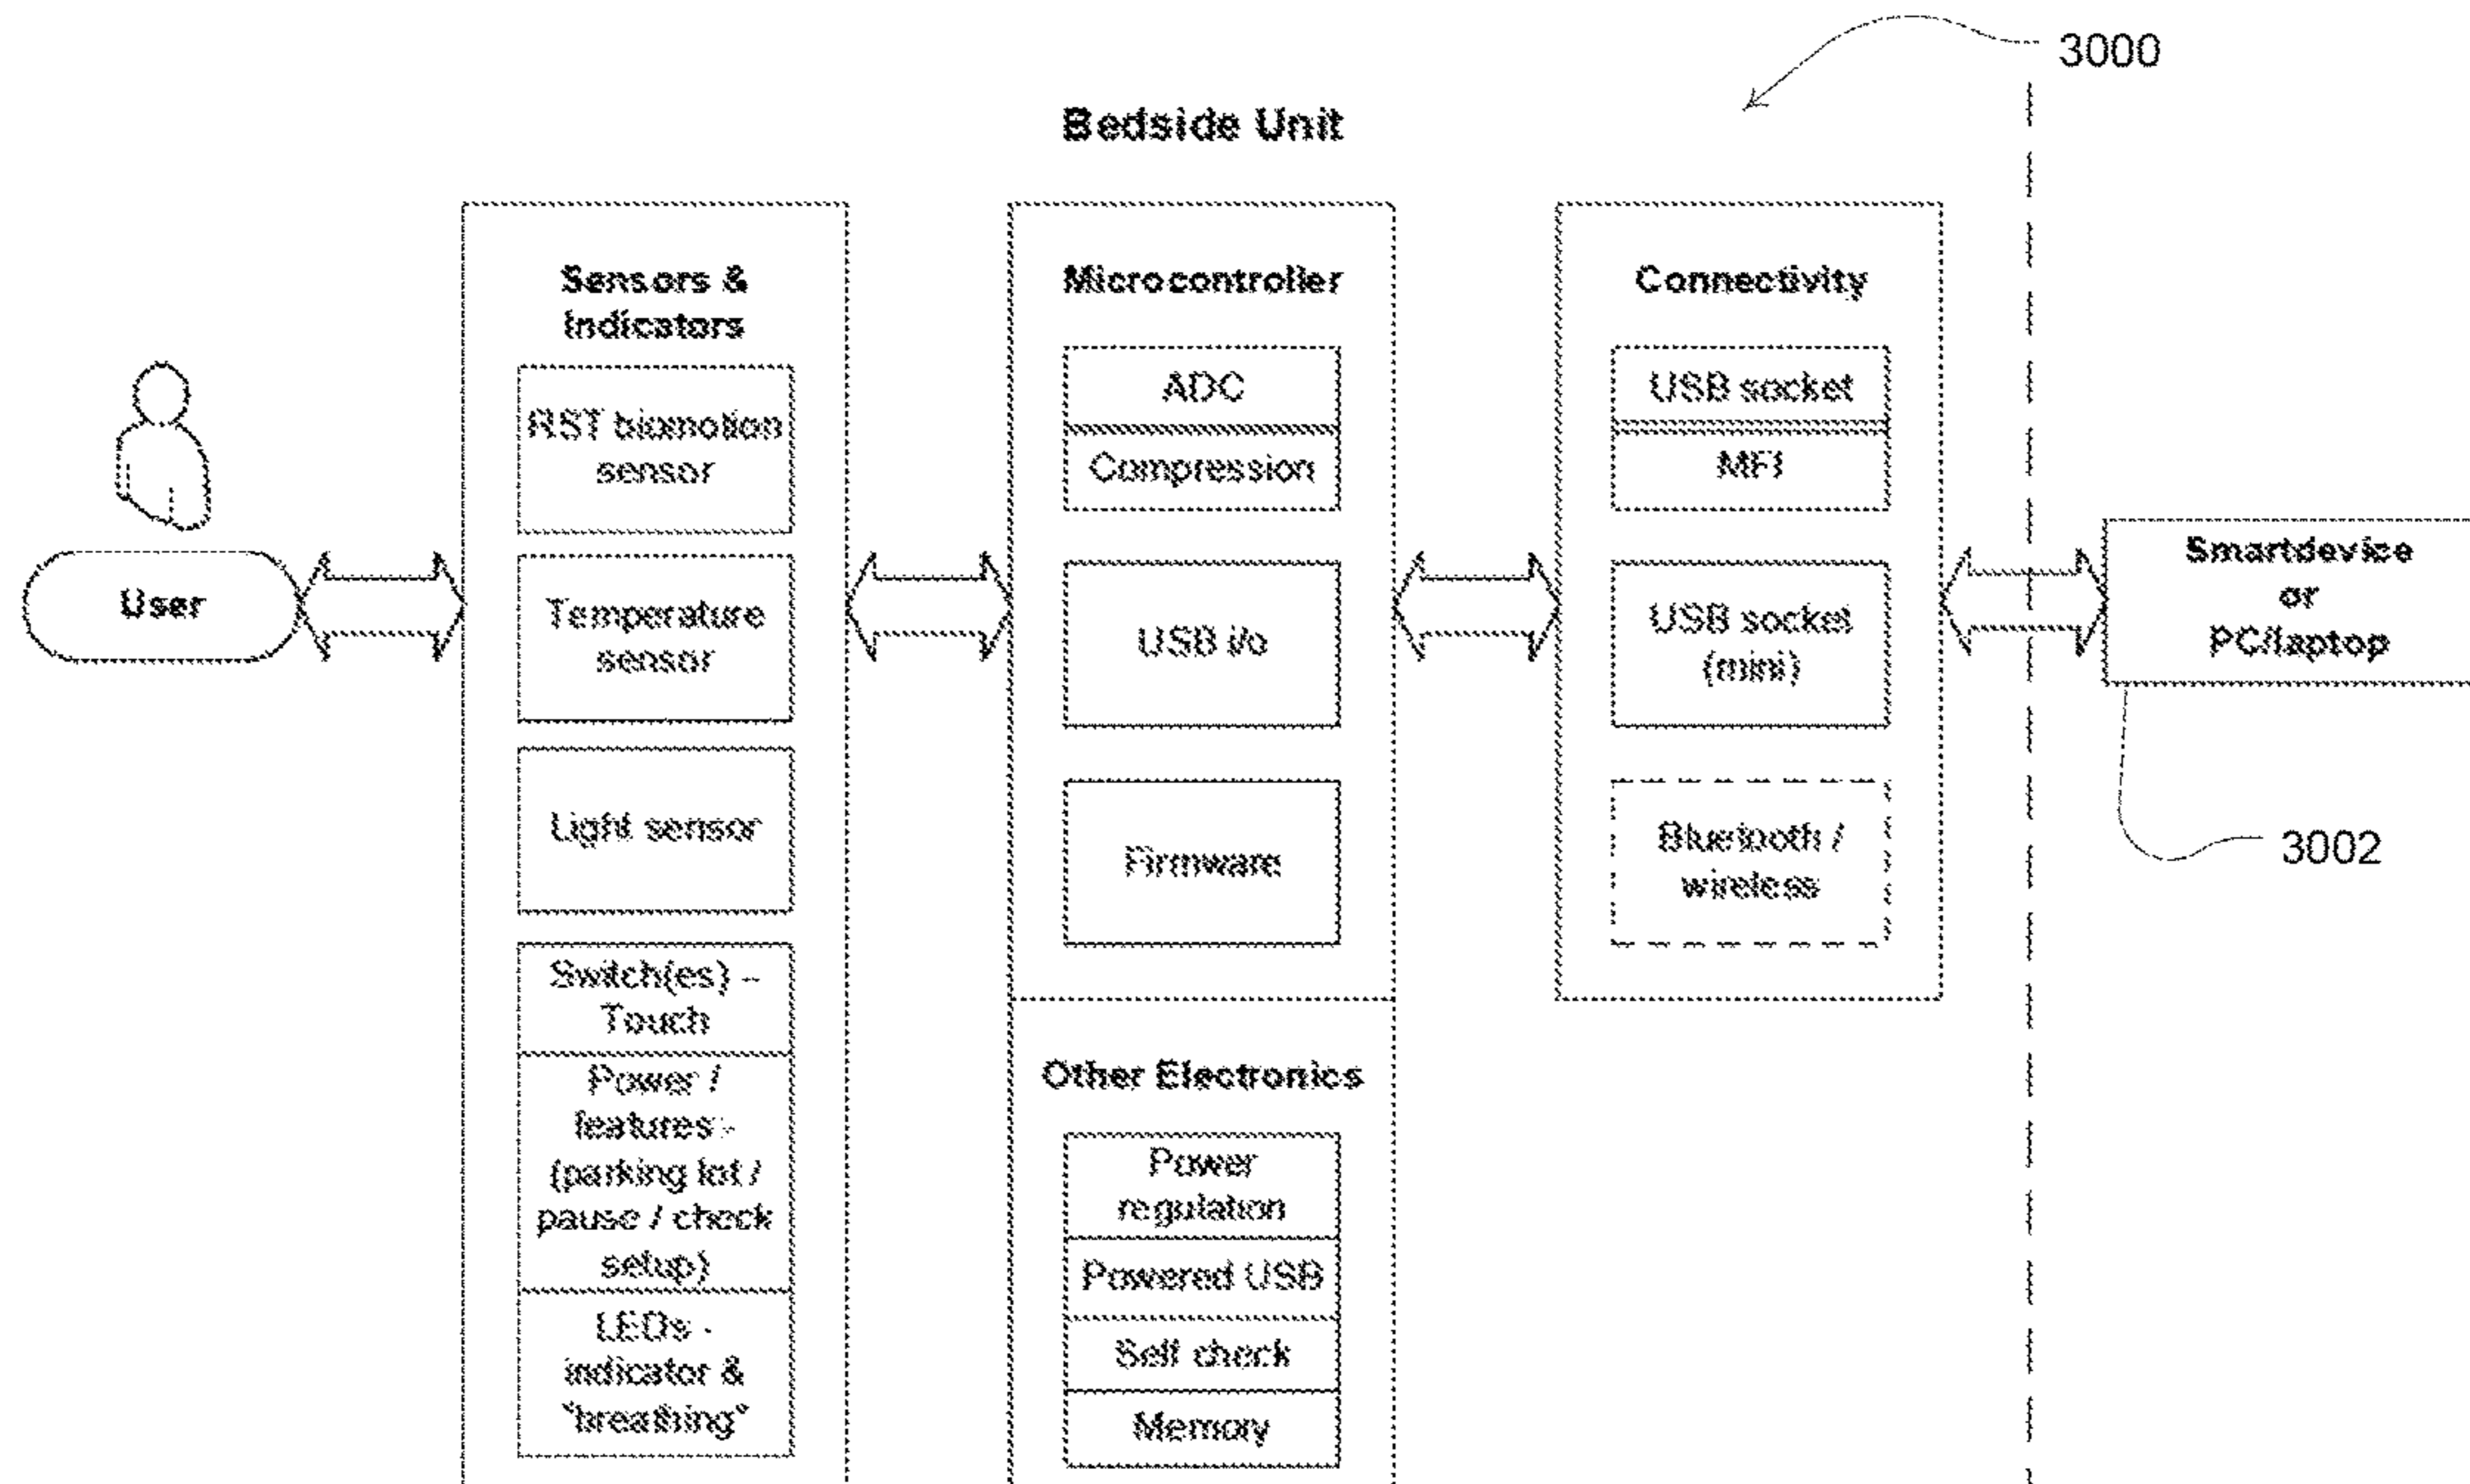 3000
Bedside Unit
Sensors &
Indicators
RST biomotion
sensor
Temperature
sensor
Light sensor
Switch(es) –
Touch
Power /
features -
(parking lot /
pause / check
setup)
LEDs -
indicator &
"breathing"
Microcontroller
ADC
Compression
USB i/o
Firmware
Other Electronics
Power
regulation
Powered USB
Self check
Memory
Connectivity
USB socket
MFI
USB socket
(mini)
Bluetooth /
wireless
User
Smartdevice
or
PC/laptop
3002